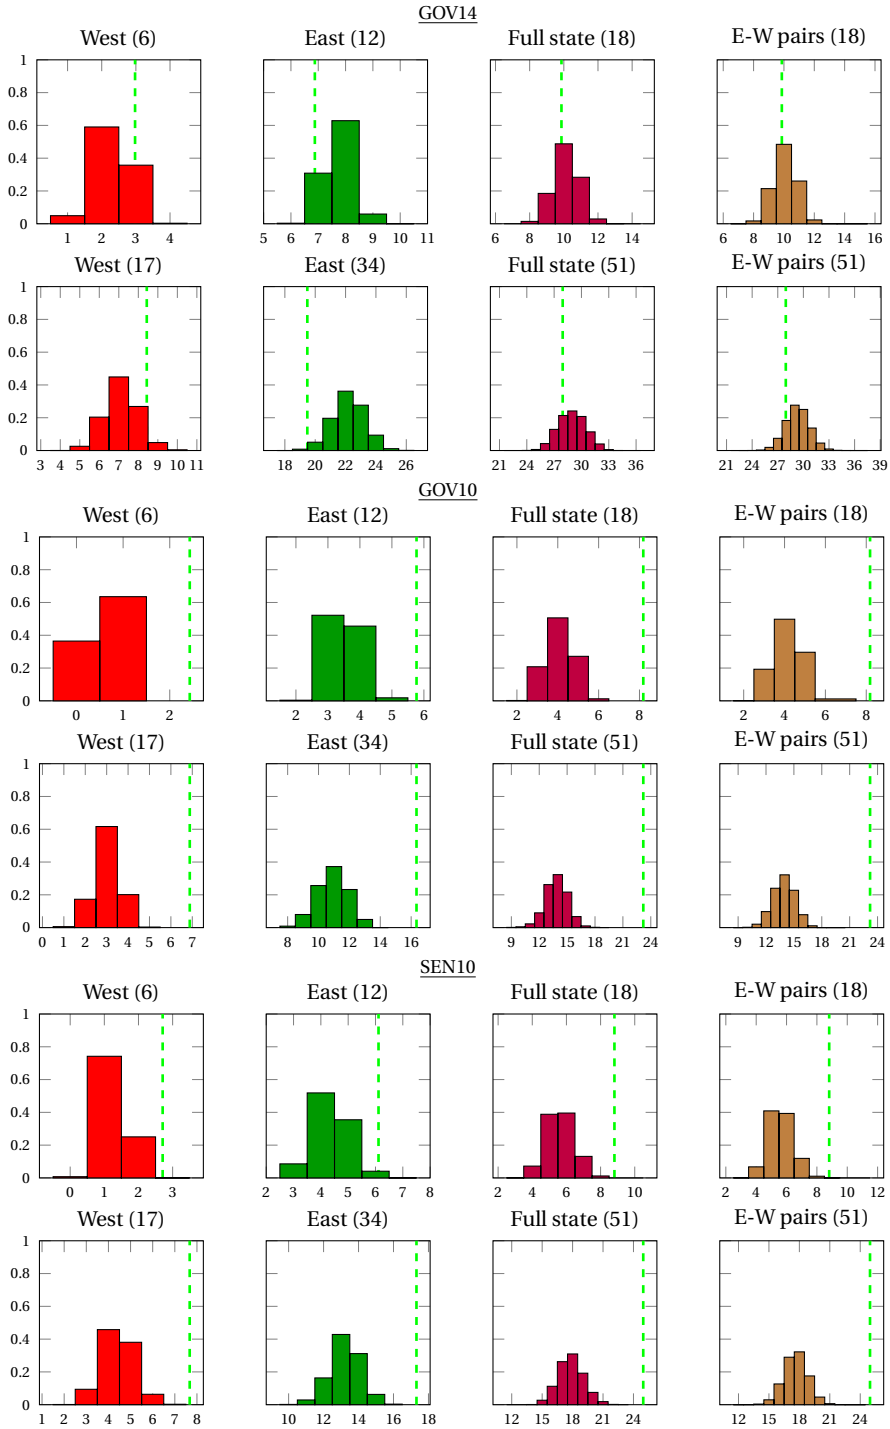 GOV14
West (6) East (12) Full state (18) E-W pairs (18)
1
0.8
0.6
0.4
0.2
0
1 2 3 4 5 6 7 8 9 10 11 6 8 10 12 14 6 8 10 12 14 16
West (17) East (34) Full state (51) E-W pairs (51)
1
0.8
0.6
0.4
0.2
0
3 4 5 6 7 8 9 10 11 18 20 22 24 26 21 24 27 30 33 36 21 24 27 30 33 36 39
GOV10
West (6) East (12) Full state (18) E-W pairs (18)
1
0.8
0.6
0.4
0.2
0
0 1 2 2 3 4 5 6 2 4 6 8 2 4 6 8
West (17) East (34) Full state (51) E-W pairs (51)
1
0.8
0.6
0.4
0.2
0
0 1 2 3 4 5 6 7 8 10 12 14 16 9 12 15 18 21 24 9 12 15 18 21 24
SEN10
West (6) East (12) Full state (18) E-W pairs (18)
1
0.8
0.6
0.4
0.2
0
0 1 2 3 2 3 4 5 6 7 8 2 4 6 8 10 2 4 6 8 10 12
West (17) East (34) Full state (51) E-W pairs (51)
1
0.8
0.6
0.4
0.2
0
1 2 3 4 5 6 7 8 10 12 14 16 18 12 15 18 21 24 12 15 18 21 24